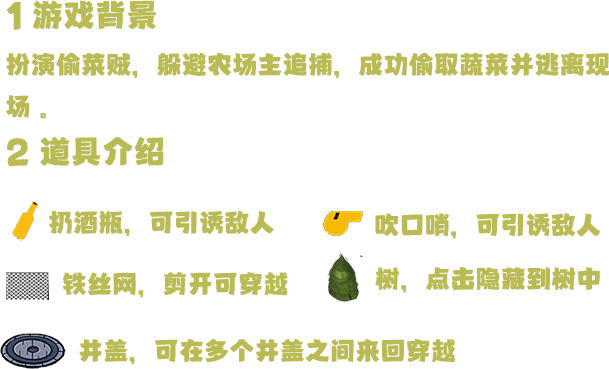 1 游戏背景
扮演偷菜贼，躲避农场主追捕，成功偷取蔬菜并逃离现
场 。
2 道具介绍
扔酒瓶，可引诱敌人
吹口哨，可引诱敌人
铁丝网，剪开可穿越
树，点击隐藏到树中
井盖，可在多个井盖之间来回穿越